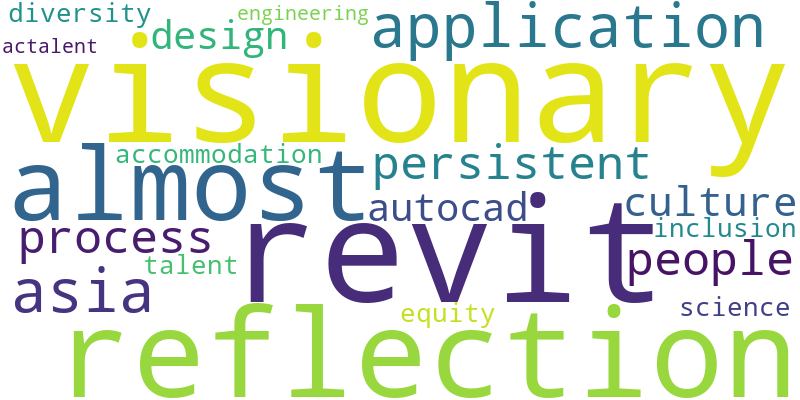 diversity
engineering
application
actalent
design
visionary
accommodation
almost
persistent
culture
autocad
process
revit
inclusion
people
talent
asia
equity
science
reflection